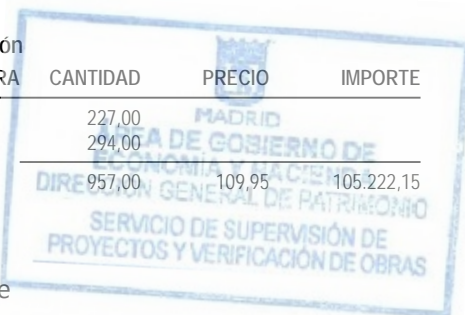 ón
RA CANTIDAD PRECIO IMPORTE
227,00
294,00
957,00 109,95 105.222,15
MADRID
ÁREA DE GOBIERNO DE
ECONOMÍA Y HACIENDA
DIRECCIÓN GENERAL DE PATRIMONIO
SERVICIO DE SUPERVISIÓN DE
PROYECTOS Y VERIFICACIÓN DE OBRAS
e